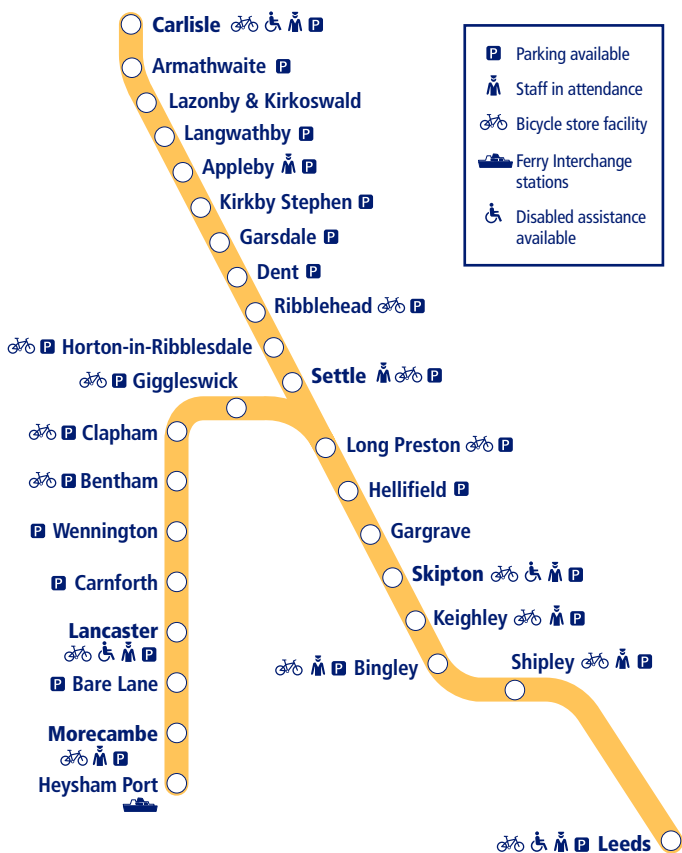 Carlisle
P
Armathwaite P
Lazonby & Kirkoswald
Langwathby P
Appleby P
Kirkby Stephen P
Garsdale P
Dent P
Ribblehead P
P Horton-in-Ribblesdale
Settle P
P Giggleswick
P Clapham
Long Preston P
P Bentham
Hellifield P
P Wennington
Gargrave
P Carnforth
Skipton P
Lancaster
P
Keighley P
P Bingley
Shipley P
P Bare Lane
Morecambe
P
Heysham Port
P Leeds
P Parking available
Staff in attendance
Bicycle store facility
Ferry Interchange
stations
Disabled assistance
available